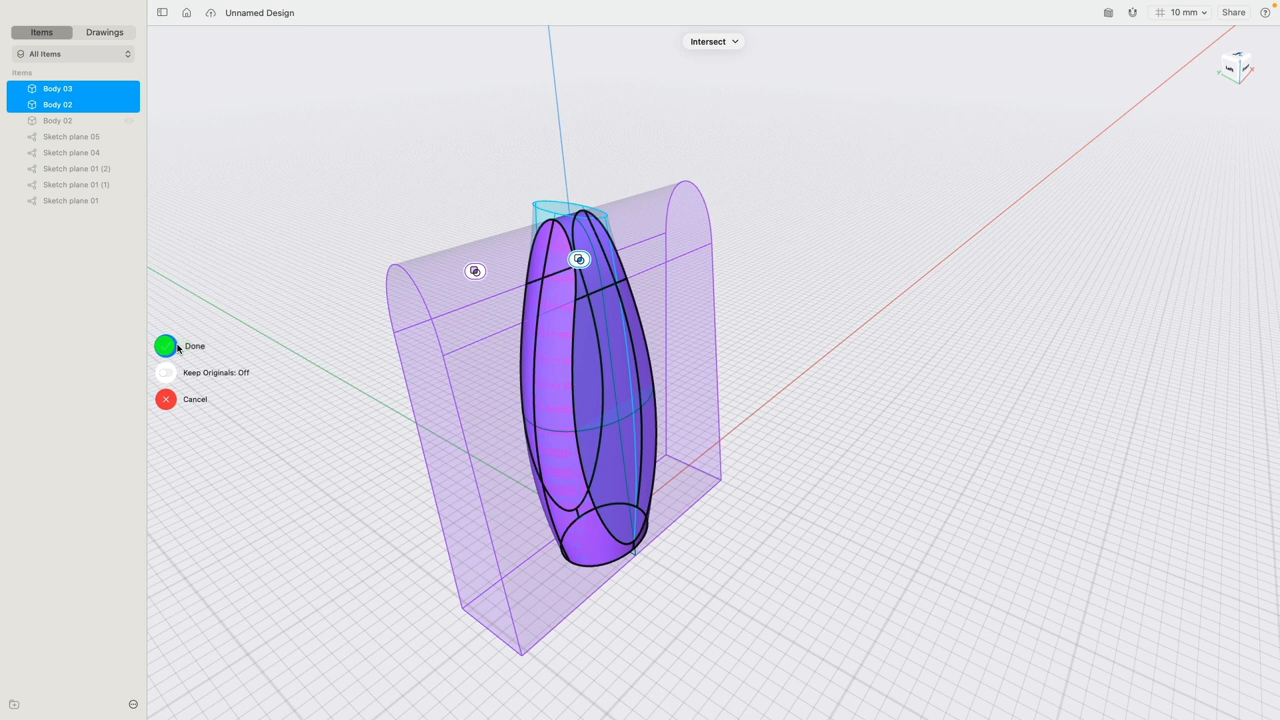 Unnamed Design
10 mm
Share
Items
Drawings
All Items
Intersect
Items
Body 03
Body 02
Body 02
Sketch plane 05
Sketch plane 04
Sketch plane 01 (2)
Sketch plane 01 (1)
Sketch plane 01
Done
Keep Originals: Off
Cancel